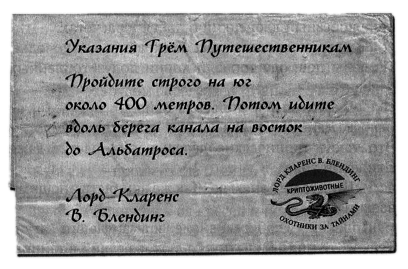 Указания Трём Путешественникам
Пройдите строго на юг
около 400 метров. Потом идите
вдоль берега канала на восток
до Альбатроса.
Лорд Кларенс
В. Блендинг
ЛОРД КЛАРЕНС В. БЛЕНДИНГ
КРИПТОЖИВОТНЫЕ
ОХОТНИКИ ЗА ТАЙНАМИ